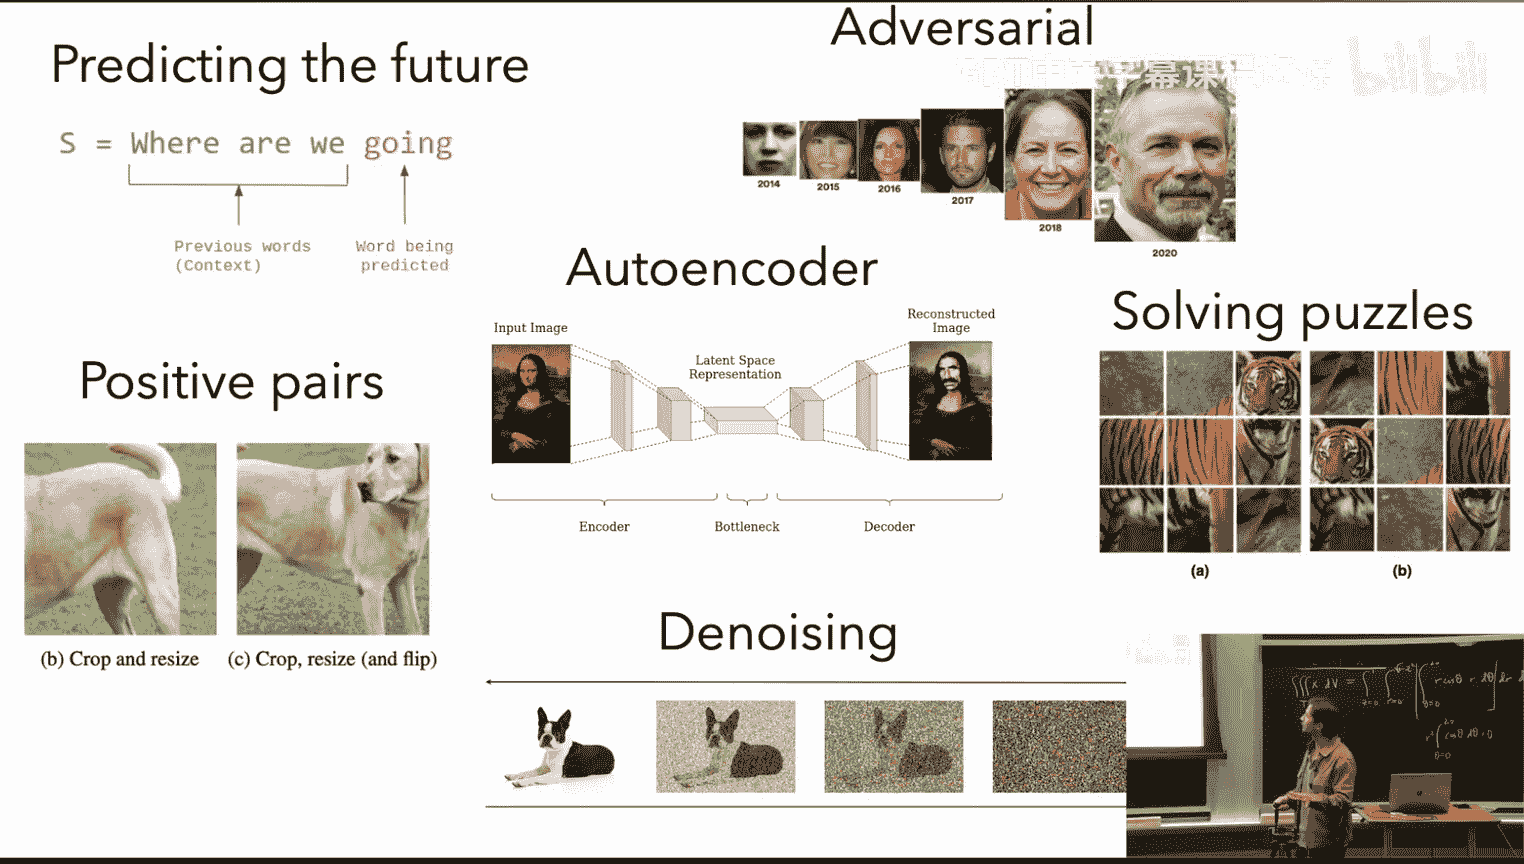 Predicting the future
S = Where are we going
Previous words
(Context)
Word being
predicted
Adversarial
bilibili
2014
2015
2016
2017
2018
2020
Autoencoder
Input Image
Latent Space
Representation
Reconstructed
Image
Encoder
Bottleneck
Decoder
Solving puzzles
(a)
(b)
Positive pairs
(b) Crop and resize
(c) Crop, resize (and flip)
Denoising